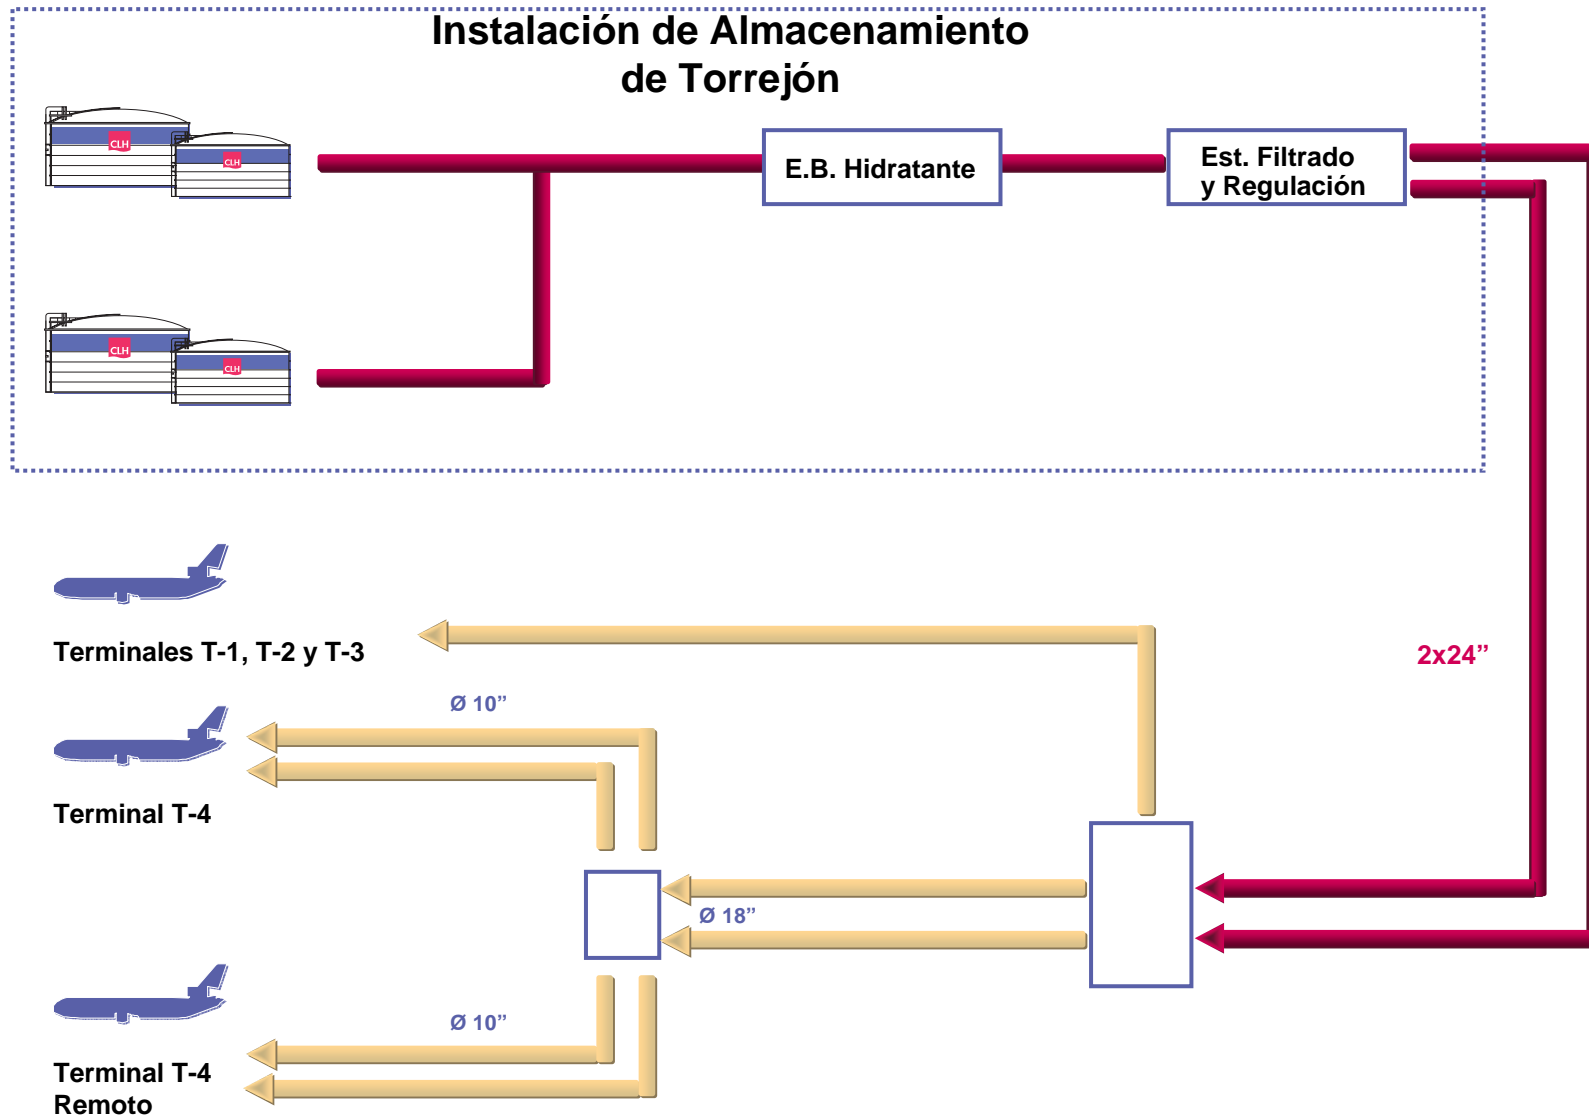 Instalación de Almacenamiento
de Torrejón
CLH
CLH
E.B. Hidratante
Est. Filtrado
y Regulación
CLH
CLH
Terminales T-1, T-2 y T-3
2x24”
Ø 10”
Terminal T-4
Ø 18”
Ø 10”
Terminal T-4
Remoto